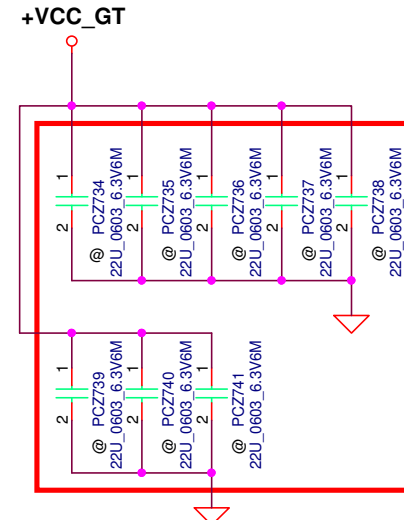 +VCC_GT
1
2
@ PCZ734
22U_0603_6.3V6M
1
2
@ PCZ735
22U_0603_6.3V6M
1
2
@ PCZ736
22U_0603_6.3V6M
1
2
@ PCZ737
22U_0603_6.3V6M
1
2
@ PCZ738
22U_0603_6.3V6M
1
2
@ PCZ739
22U_0603_6.3V6M
1
2
@ PCZ740
22U_0603_6.3V6M
1
2
@ PCZ741
22U_0603_6.3V6M